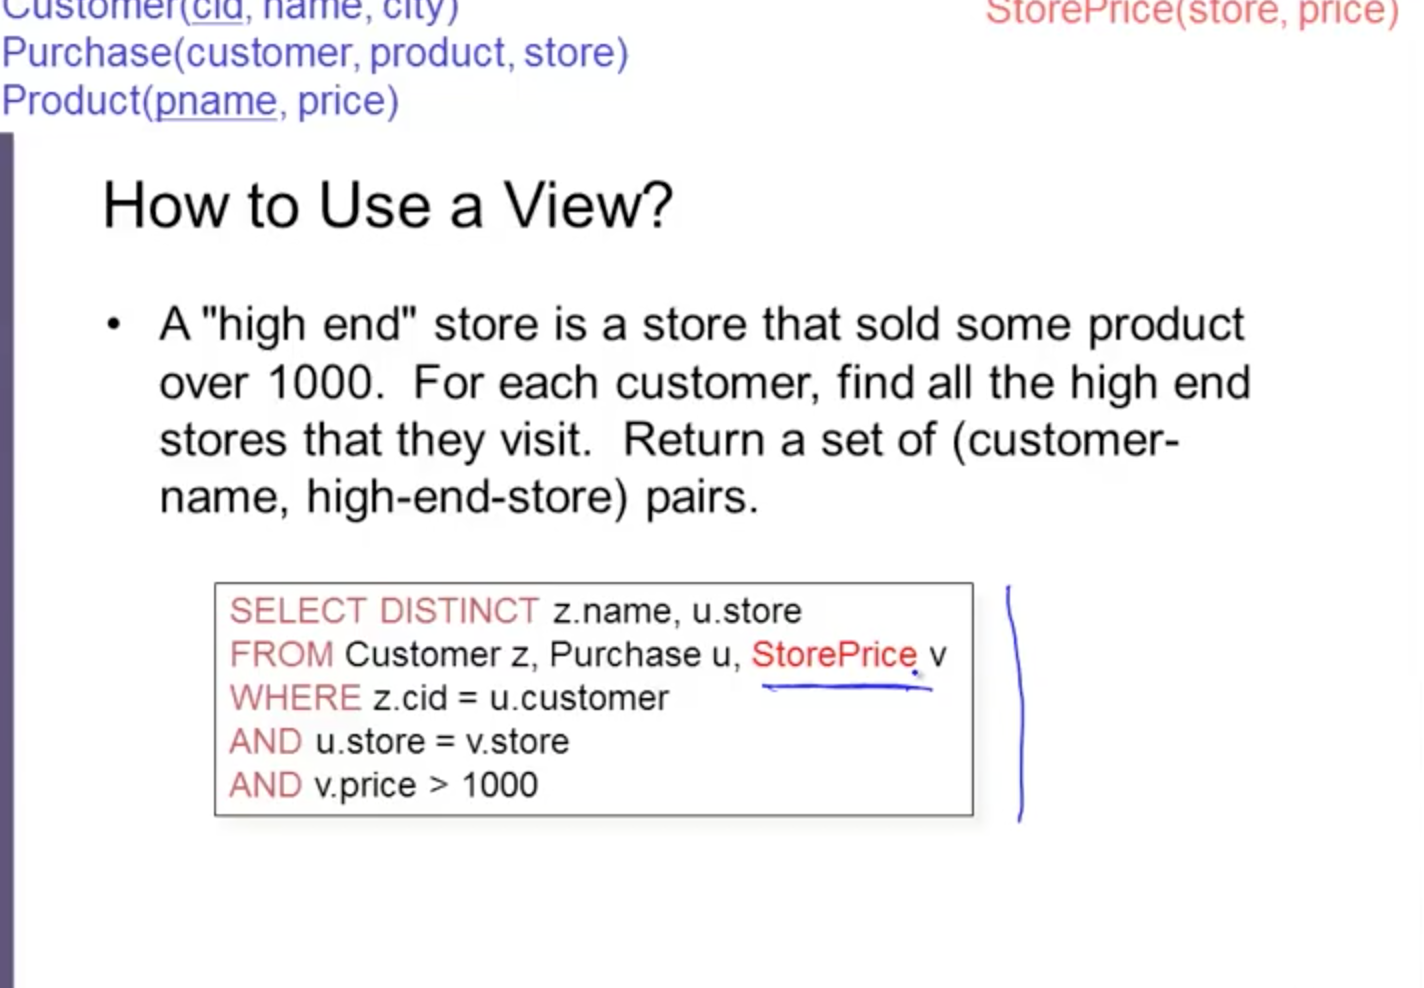 Customer(cid, name, city)
StorePrice(store, price)
Purchase(customer, product, store)
Product(pname, price)
How to Use a View?
• A "high end" store is a store that sold some product
over 1000. For each customer, find all the high end
stores that they visit. Return a set of (customer-
name, high-end-store) pairs.
SELECT DISTINCT z.name, u.store
FROM Customer z, Purchase u, StorePrice v
WHERE z.cid = u.customer
AND u.store = v.store
AND v.price > 1000